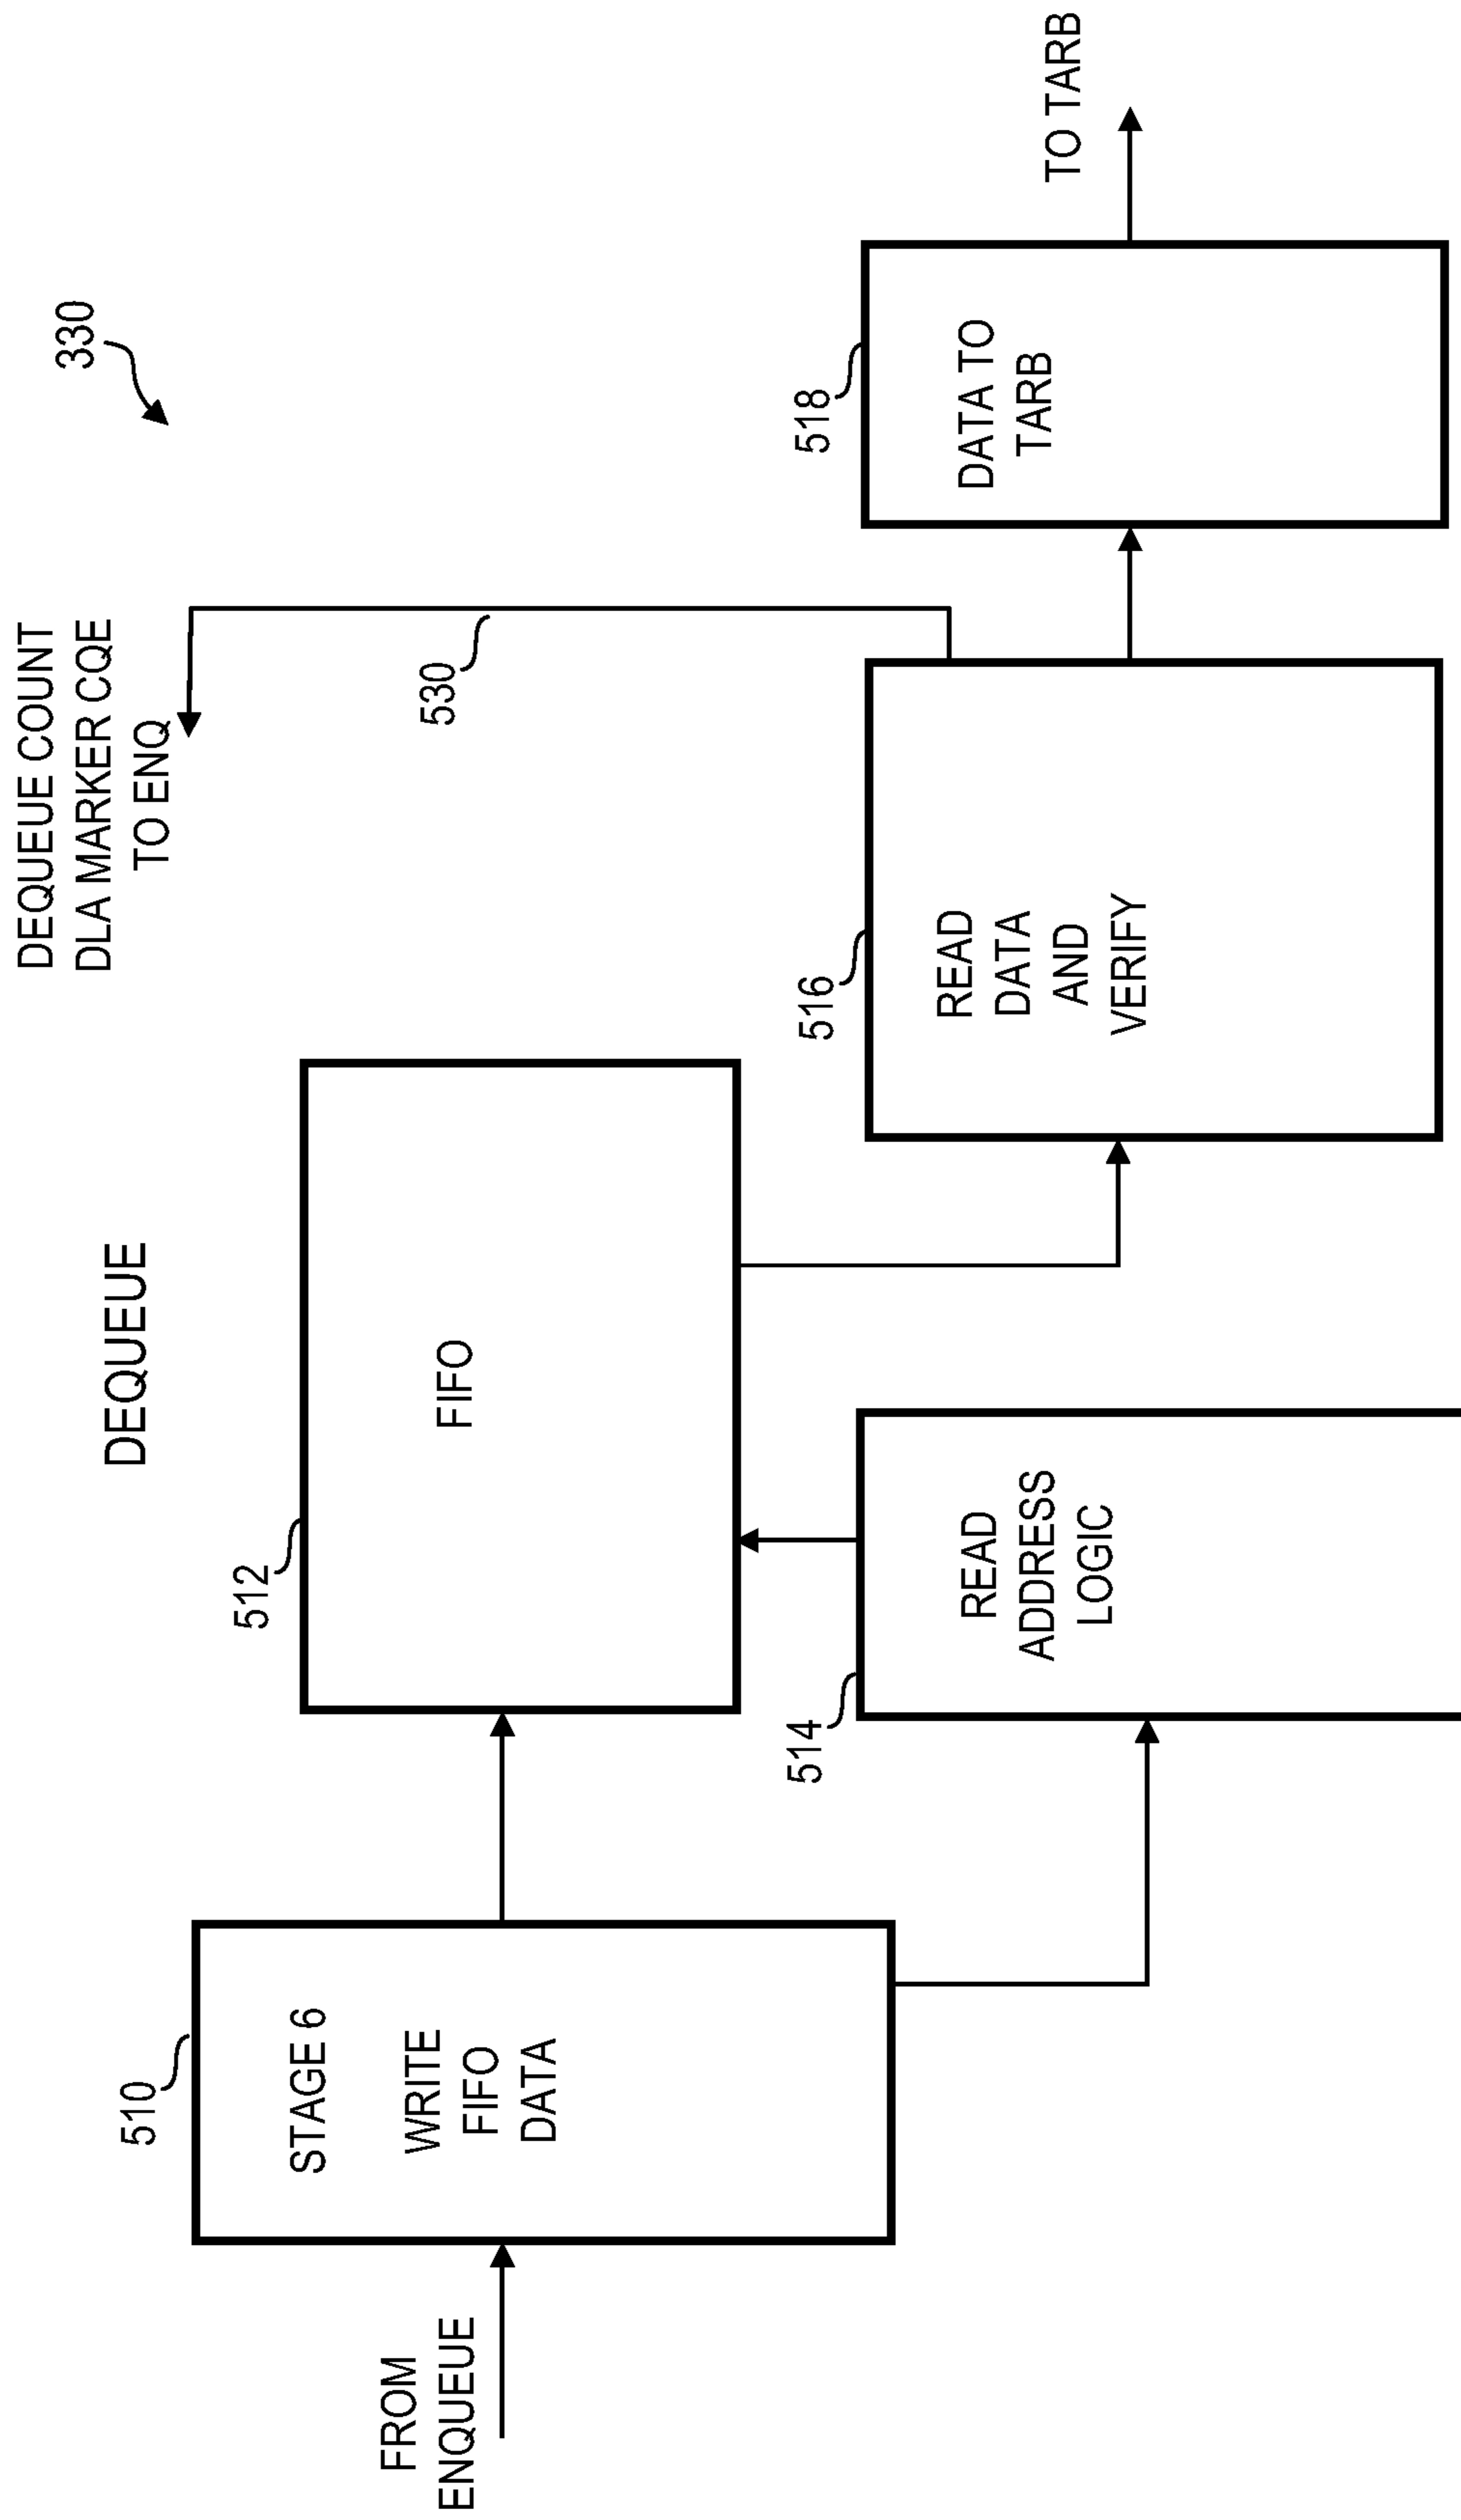 DEQUEUE
330
DEQUEUE COUNT
DLA MARKER CQE
TO ENQ
530
FROM
ENQUEUE
510
STAGE 6
WRITE
FIFO
DATA
512
FIFO
514
READ
ADDRESS
LOGIC
516
READ
DATA
AND
VERIFY
518
DATA TO
TARB
TO TARB